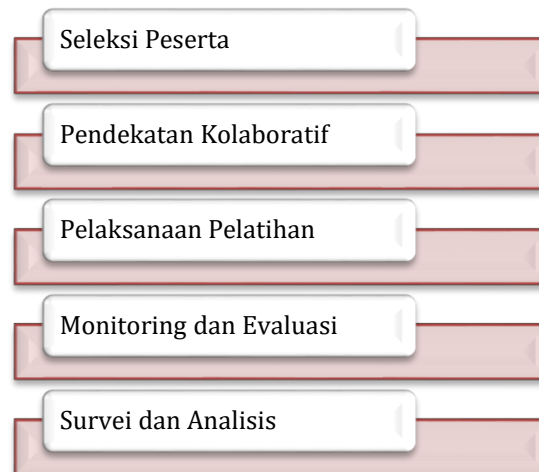 Seleksi Peserta
Pendekatan Kolaboratif
Pelaksanaan Pelatihan
Monitoring dan Evaluasi
Survei dan Analisis